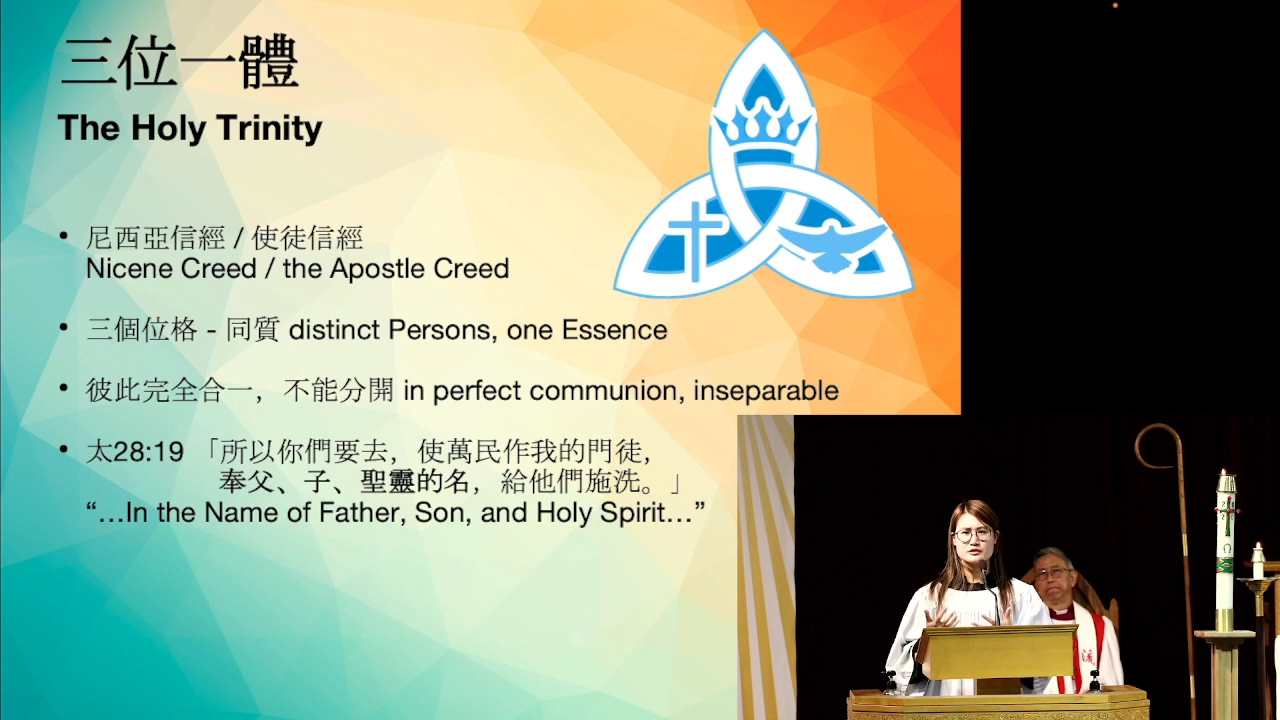 三位一體
The Holy Trinity
• 尼西亞信經 / 使徒信經
Nicene Creed / the Apostle Creed
• 三個位格 - 同質 distinct Persons, one Essence
• 彼此完全合一，不能分開 in perfect communion, inseparable
• 太28:19 「所以你們要去，使萬民作我的門徒，
奉父、子、聖靈的名，給他們施洗。」
“…In the Name of Father, Son, and Holy Spirit…”